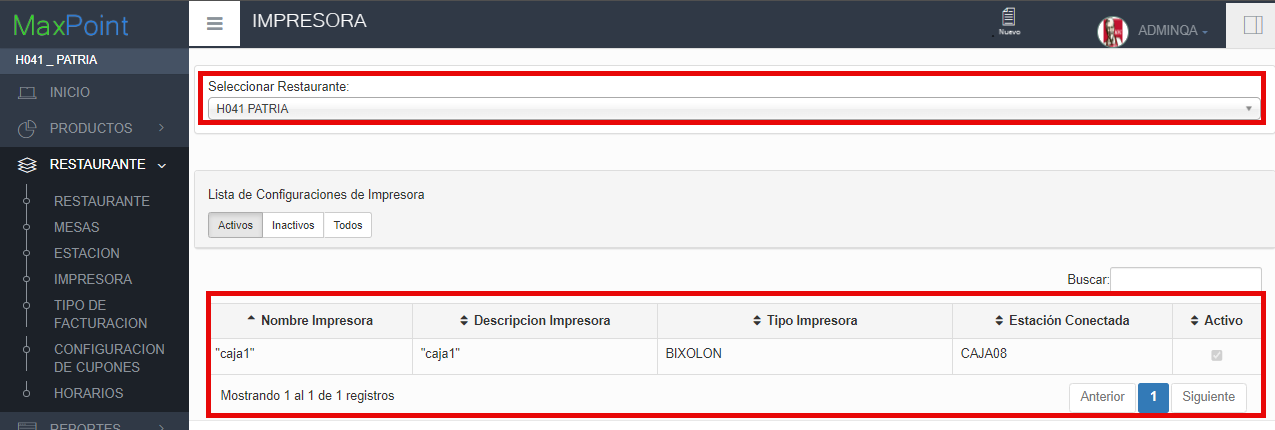 MaxPoint
IMPRESORA
Nuevo
ADMINQA
H041 _ PATRIA
INICIO
PRODUCTOS
RESTAURANTE
RESTAURANTE
MESAS
ESTACION
IMPRESORA
TIPO DE
FACTURACION
CONFIGURACION
DE CUPONES
HORARIOS
REPORTES
Seleccionar Restaurante:
H041 PATRIA
Lista de Configuraciones de Impresora
Activos Inactivos Todos
Buscar:
Nombre Impresora Descripcion Impresora Tipo Impresora Estación Conectada Activo
"caja1" "caja1" BIXOLON CAJA08
Mostrando 1 al 1 de 1 registros
Anterior 1 Siguiente